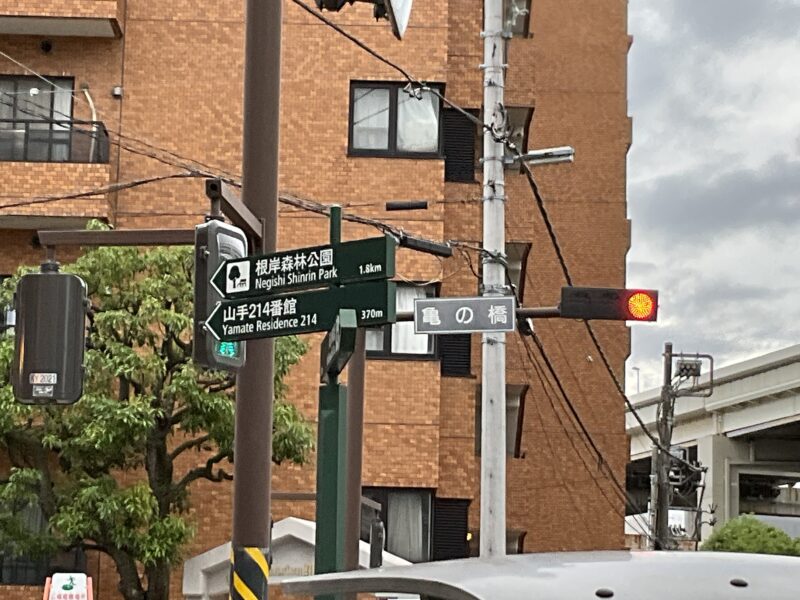 根岸森林公園
Negishi Shinrin Park
1.8km
山手214番館
Yamate Residence 214
370m
亀の橋
KY2021